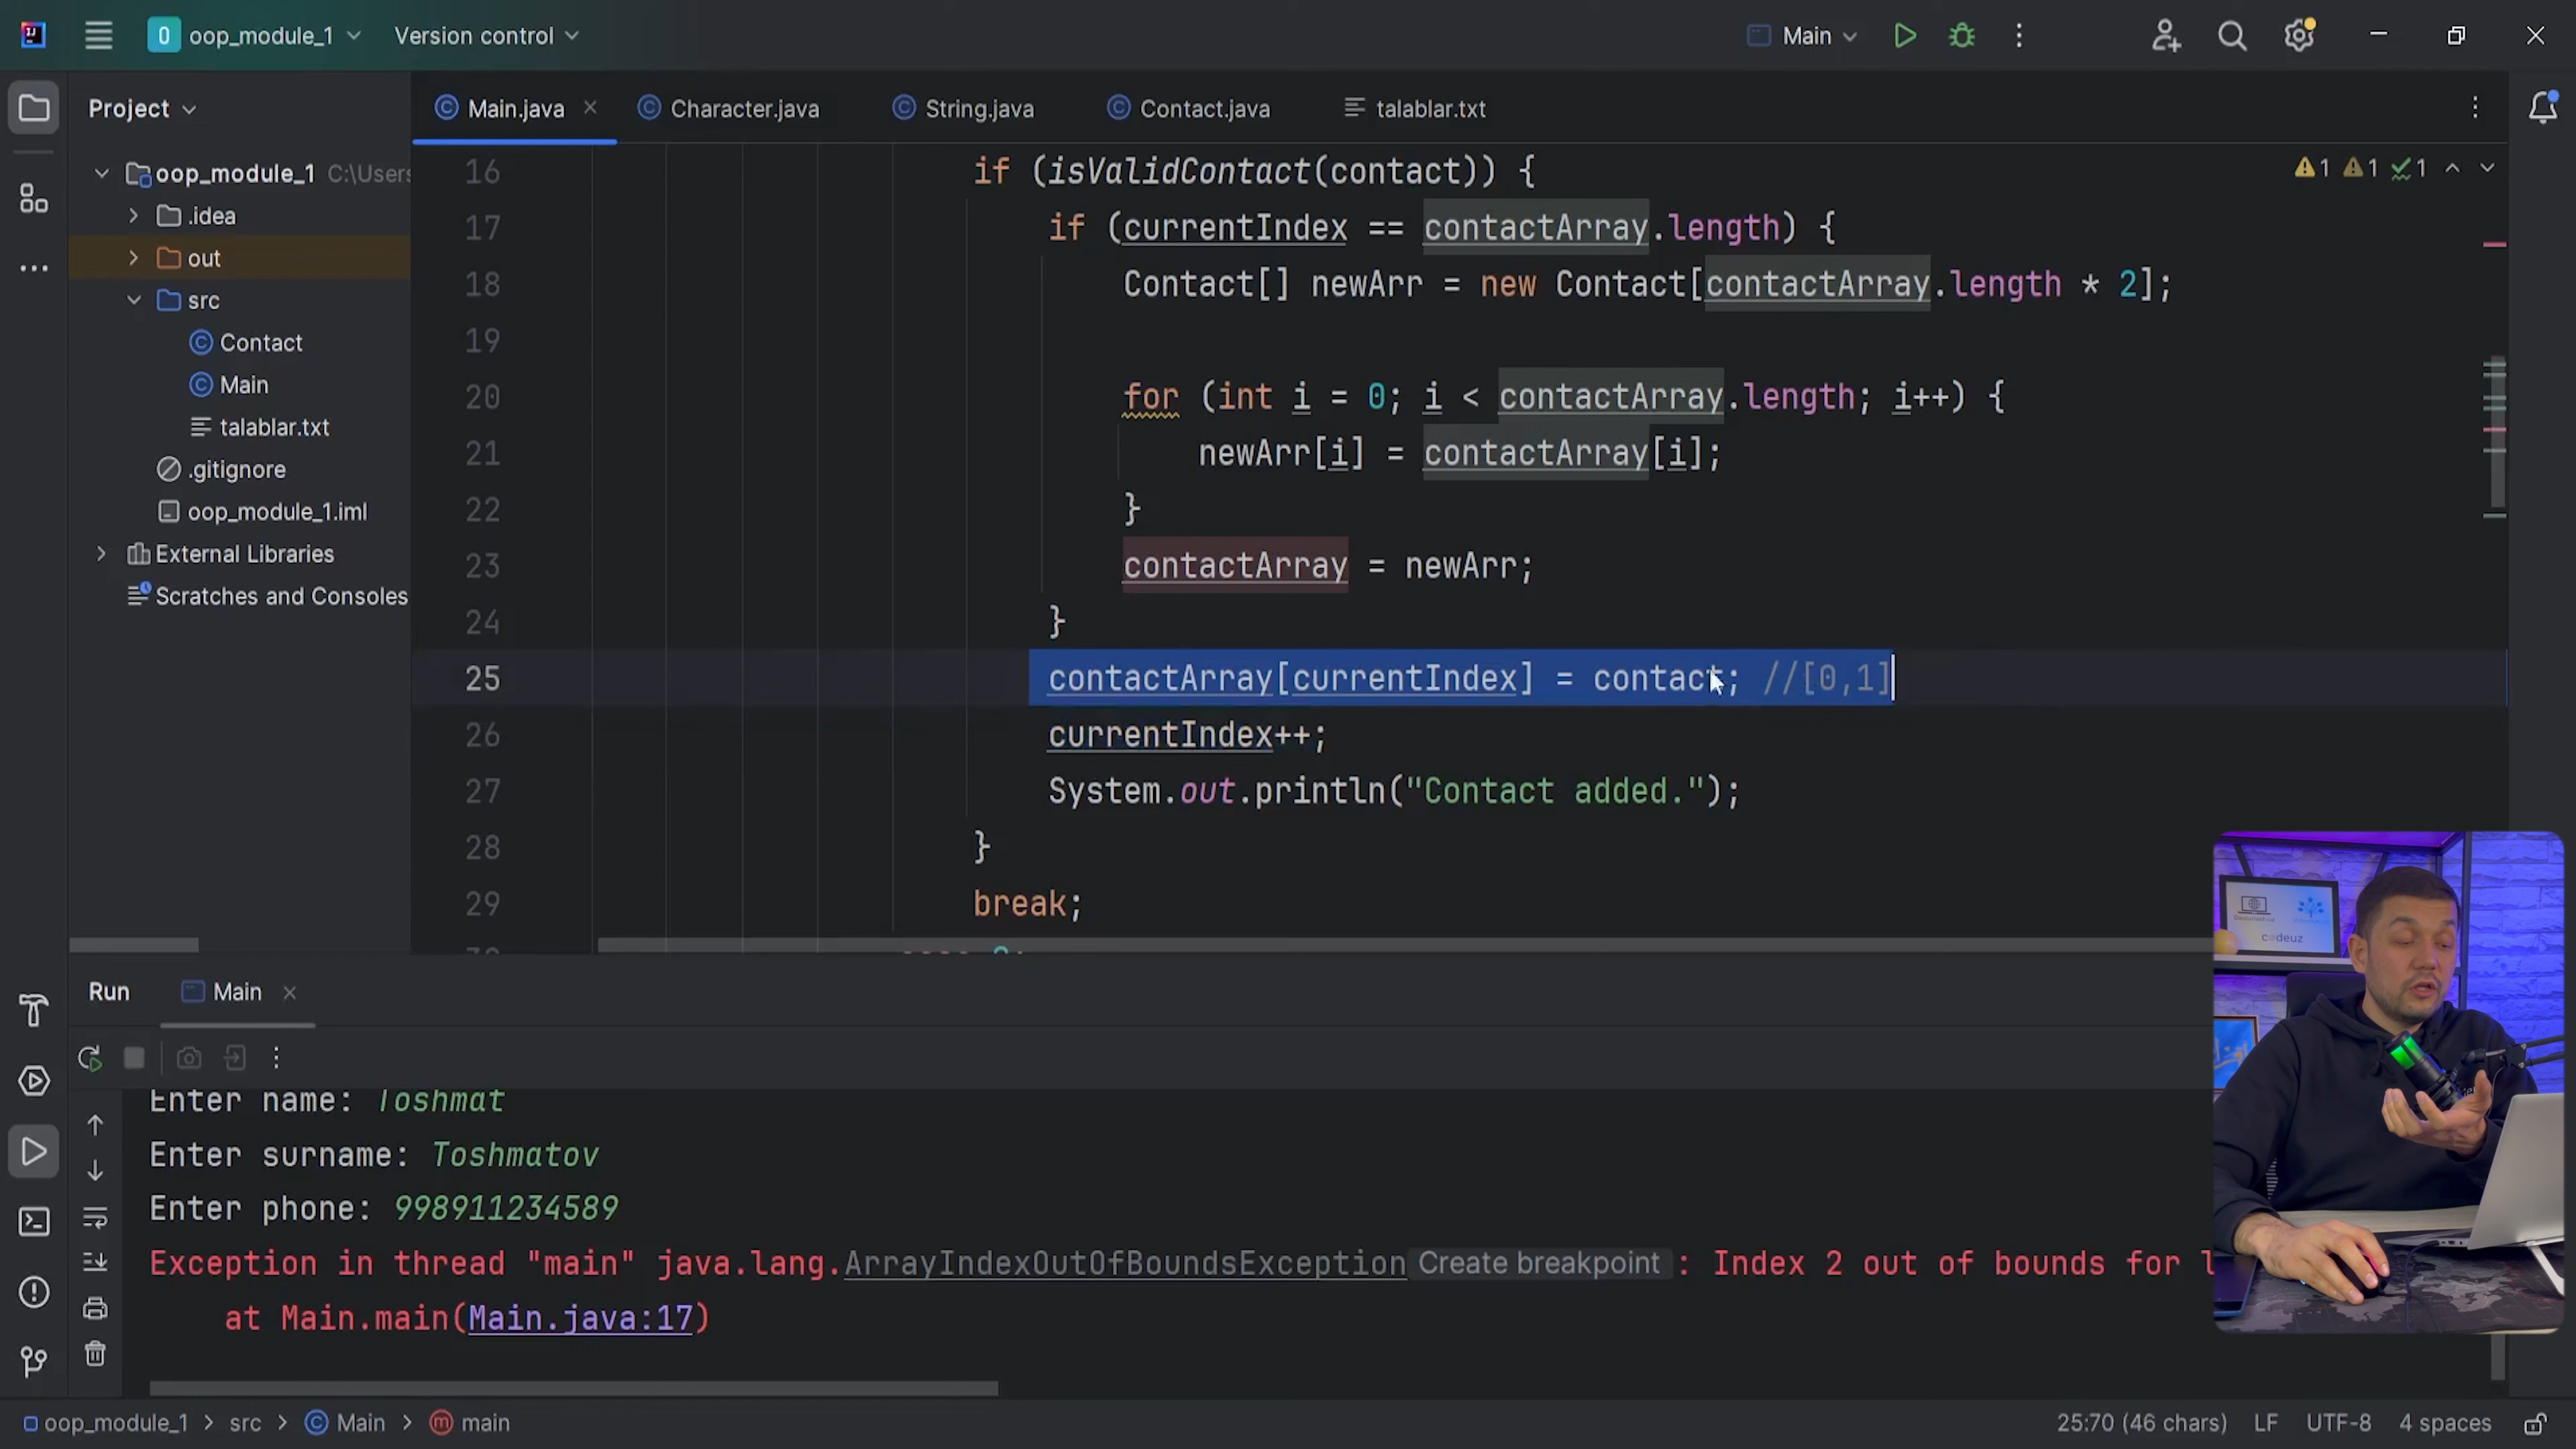 oop_module_1
Version control
Main
Project
Main.java
Character.java
String.java
Contact.java
talablar.txt
oop_module_1 C:\Users
.idea
out
src
Contact
Main
talablar.txt
.gitignore
oop_module_1.iml
External Libraries
Scratches and Consoles
1 1 1
16 if (isValidContact(contact)) {
17 if (currentIndex == contactArray.length) {
18 Contact[] newArr = new Contact[contactArray.length * 2];
19
20 for (int i = 0; i < contactArray.length; i++) {
21 newArr[i] = contactArray[i];
22 }
23 contactArray = newArr;
24 }
25 contactArray[currentIndex] = contact; //[0,1]
26 currentIndex++;
27 System.out.println("Contact added.");
28 }
29 break;
Run
Main
Enter name: Toshmat
Enter surname: Toshmatov
Enter phone: 998911234589
Exception in thread "main" java.lang.ArrayIndexOutOfBoundsException Create breakpoint : Index 2 out of bounds for l
at Main.main(Main.java:17)
codeuz
oop_module_1 > src > Main > main
25:70 (46 chars) LF UTF-8 4 spaces